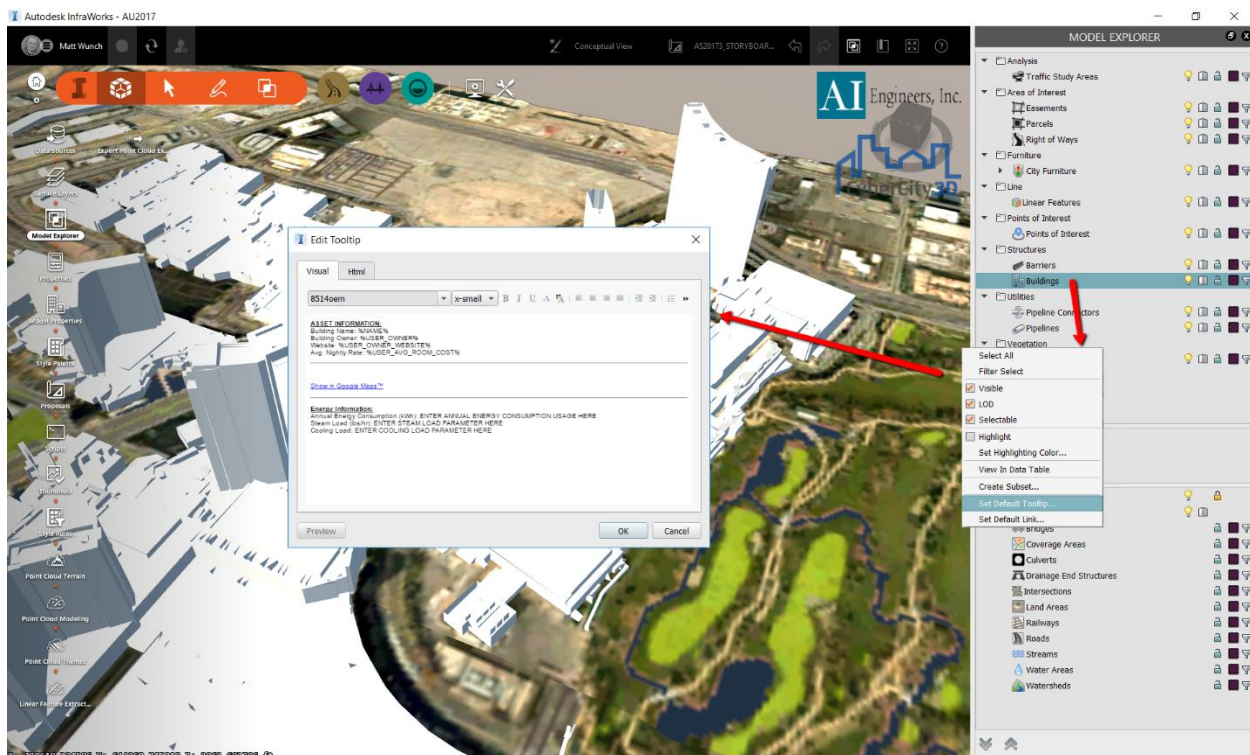 Autodesk InfraWorks - AU2017
Matt Wunch
Conceptual View
AS20173_STORYBOAR...
MODEL EXPLORER
Analysis
Traffic Study Areas
Area of Interest
Easements
Parcels
Right of Ways
Furniture
City Furniture
Line
Linear Features
Points of Interest
Points of Interest
Structures
Barriers
Buildings
Utilities
Pipeline Connectors
Pipelines
Vegetation
Select All
Filter Select
Visible
LOD
Selectable
Highlight
Set Highlighting Color...
View In Data Table
Create Subset...
Set Default Tooltip...
Set Default Link...
Bridges
Coverage Areas
Culverts
Drainage End Structures
Intersections
Land Areas
Railways
Roads
Streams
Water Areas
Watersheds
AI Engineers, Inc.
CyberCity 3D
Data Sources
Export Point Cloud Ex...
Surface Layers
Model Explorer
Properties
Model Properties
Style Palette
Proposals
Scripts
Thumbnail
Style Rules
Point Cloud Terrain
Point Cloud Modeling
Point Cloud Themes
Linear Feature Extract...
Edit Tooltip
Visual
Html
8514oem
x-small
B I U A
ASSET INFORMATION:
Building Name: %NAME%
Building Owner: %USER_OWNER%
Website: %USER_OWNER_WEBSITE%
Avg. Nightly Rate: %USER_AVG_ROOM_COST%
Show in Google Maps™
Energy Information:
Annual Energy Consumption (kWh): ENTER ANNUAL ENERGY CONSUMPTION USAGE HERE
Steam Load (lbs/hr): ENTER STEAM LOAD PARAMETER HERE
Cooling Load: ENTER COOLING LOAD PARAMETER HERE
Preview
OK
Cancel